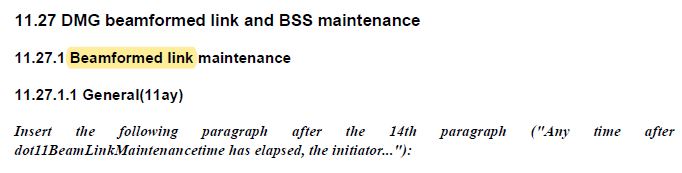 11.27 DMG beamformed link and BSS maintenance
11.27.1 Beamformed link maintenance
11.27.1.1 General(11ay)
Insert the following paragraph after the 14th paragraph ("Any time after
dot11BeamLinkMaintenancetime has elapsed, the initiator..."):